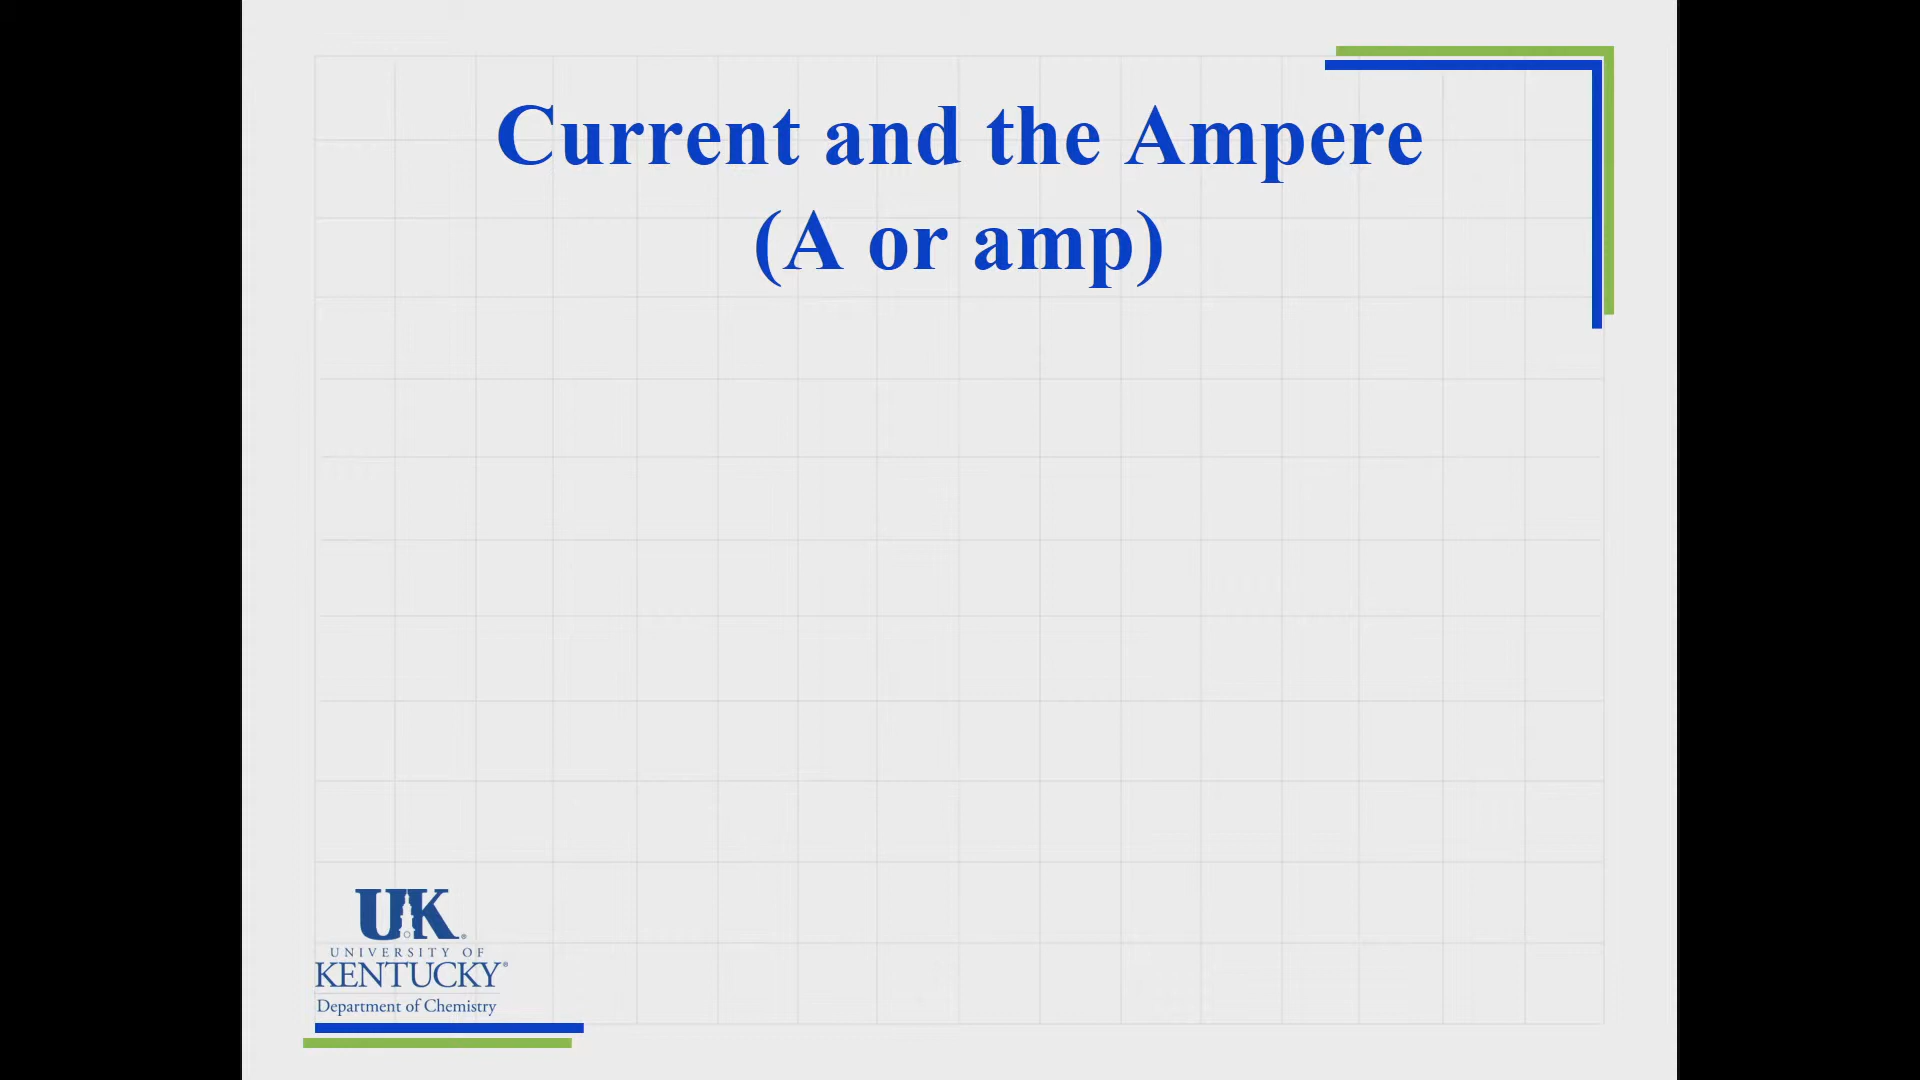 Current and the Ampere
(A or amp)
UK
UNIVERSITY OF
KENTUCKY®
Department of Chemistry